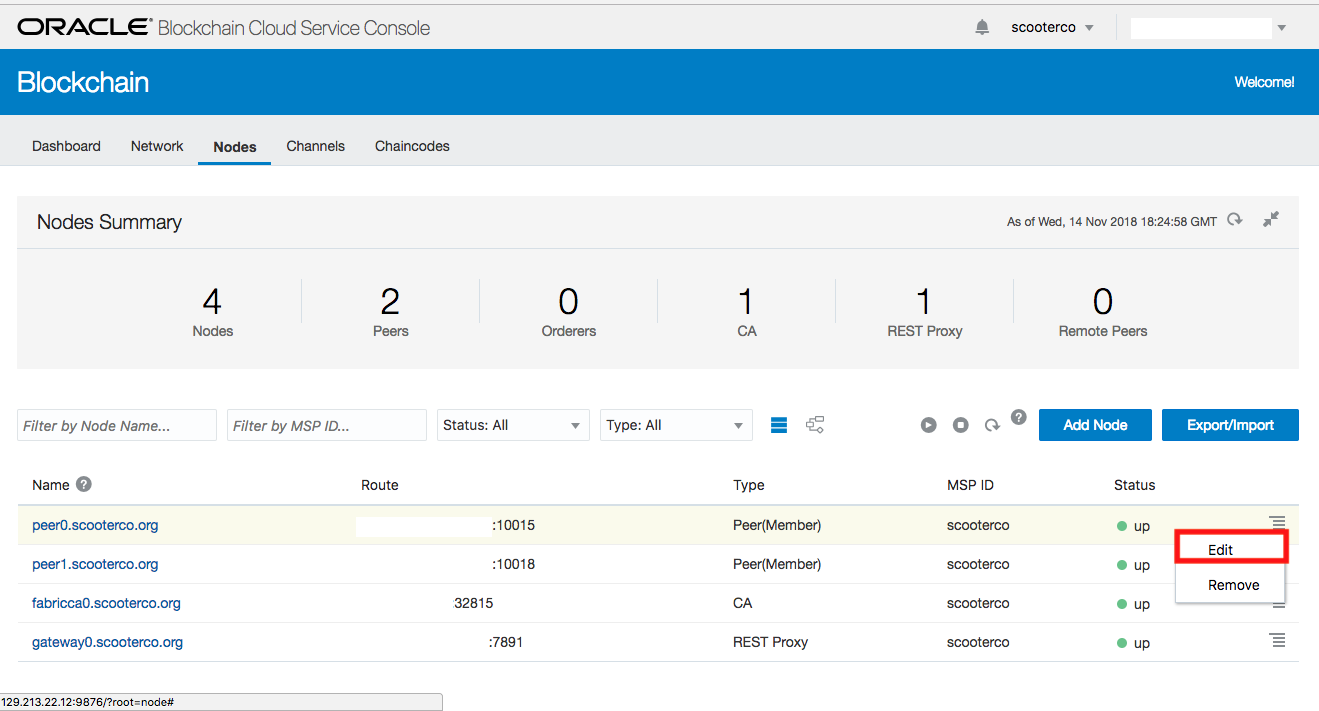 ORACLE® Blockchain Cloud Service Console scooterco
Blockchain Welcome!
Dashboard Network Nodes Channels Chaincodes
Nodes Summary As of Wed, 14 Nov 2018 18:24:58 GMT
4 2 0 1 1 0
Nodes Peers Orderers CA REST Proxy Remote Peers
Filter by Node Name... Filter by MSP ID... Status: All Type: All ? Add Node Export/Import
Name ? Route Type MSP ID Status
peer0.scooterco.org :10015 Peer(Member) scooterco up
Edit
peer1.scooterco.org :10018 Peer(Member) scooterco up
Remove
fabricca0.scooterco.org :32815 CA scooterco up
gateway0.scooterco.org :7891 REST Proxy scooterco up
129.213.22.12:9876/?root=node#